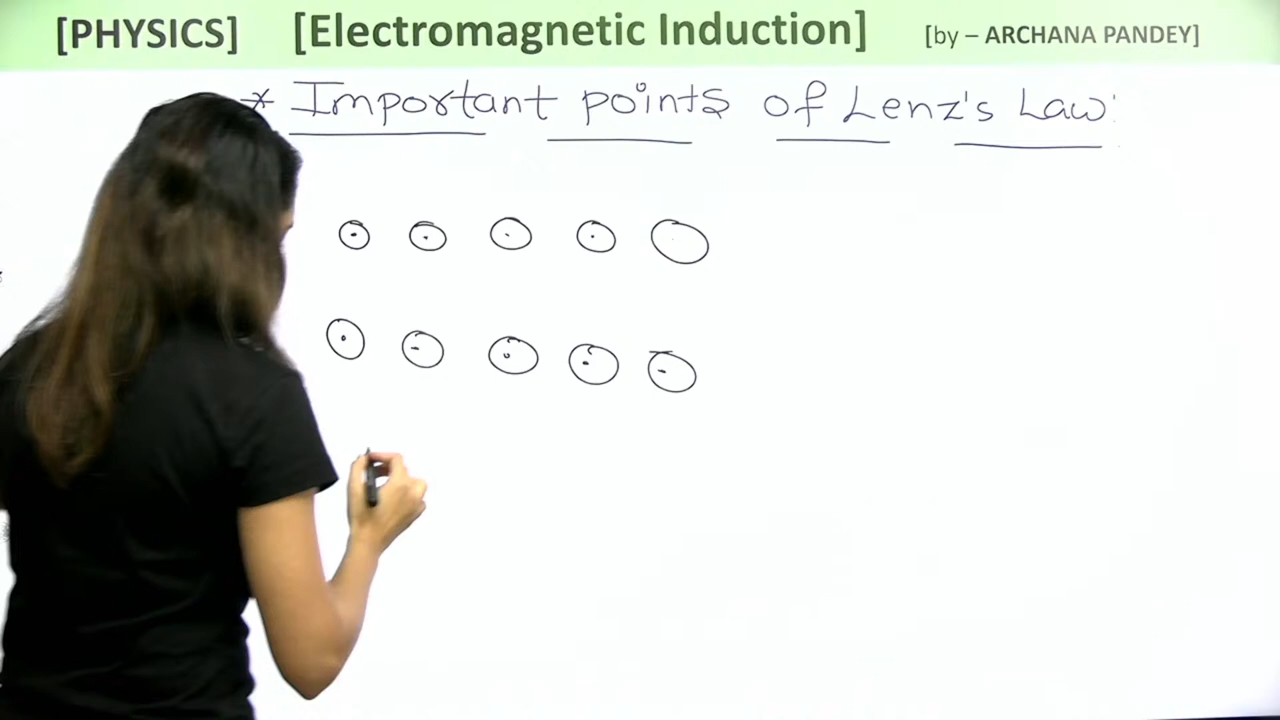 [PHYSICS] [Electromagnetic Induction] [by – ARCHANA PANDEY]
* Important points of Lenz's Law: